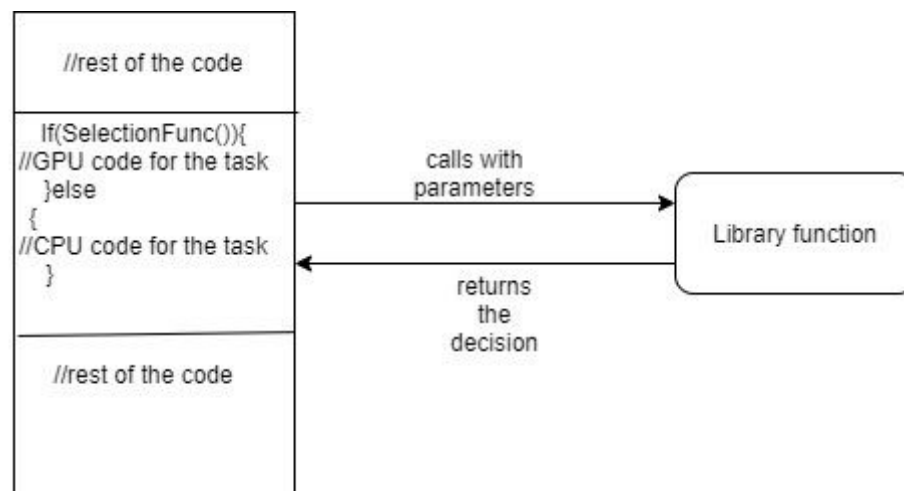 //rest of the code
If(SelectionFunc()){
//GPU code for the task
}else
{
//CPU code for the task
}
//rest of the code
calls with
parameters
returns
the
decision
Library function